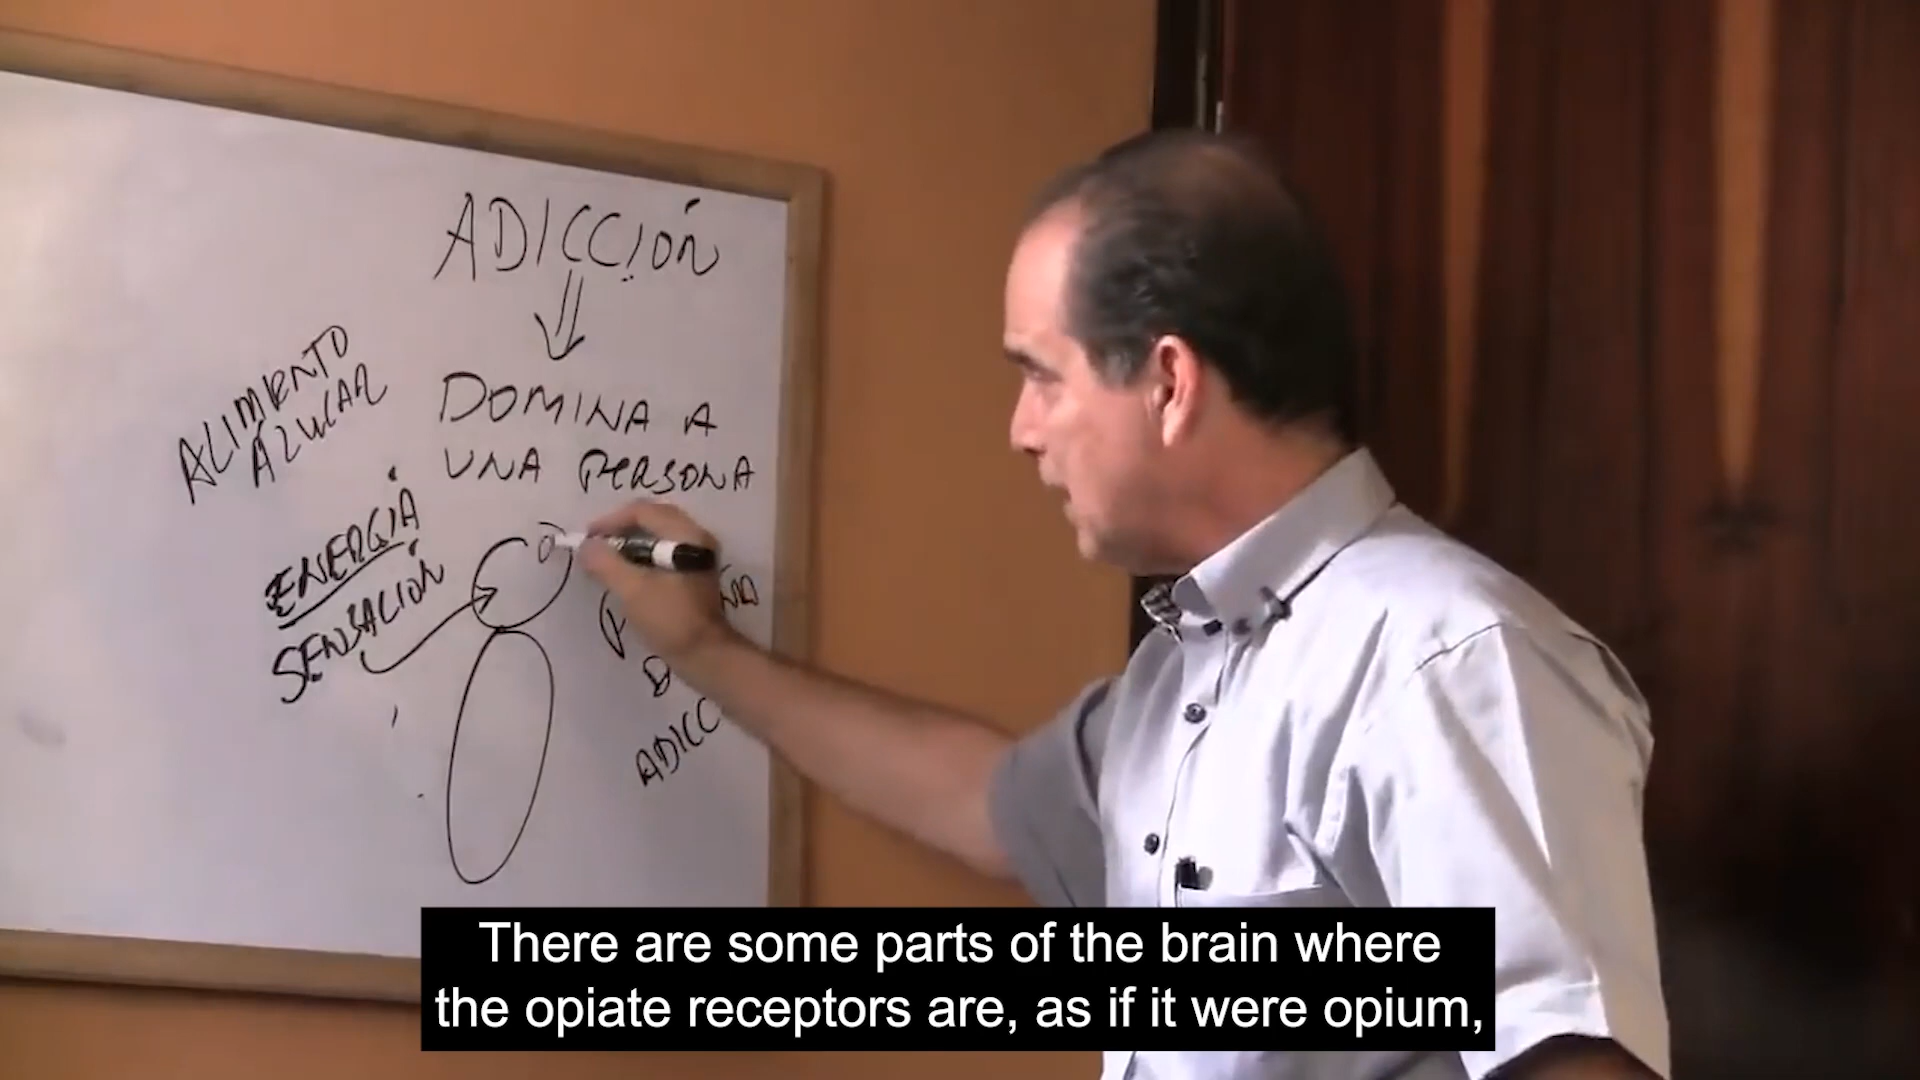 ADICCIÓN
DOMINA A
UNA PERSONA
ALIMENTO
AZUCAR
ENERGÍA
SENSACIÓN
ADICC
There are some parts of the brain where
the opiate receptors are, as if it were opium,